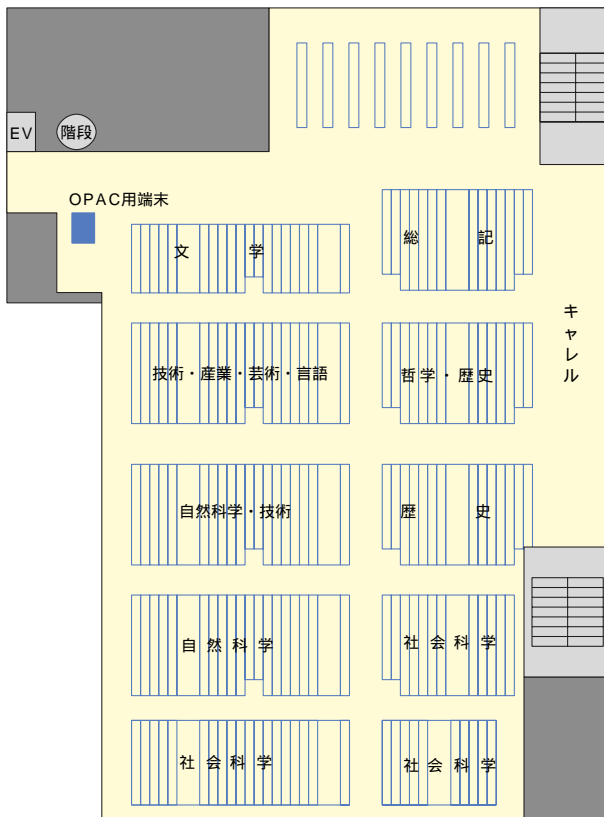 EV
階段
OPAC用端末
文学
総記
キャレル
技術・産業・芸術・言語
哲学・歴史
自然科学・技術
歴史
自然科学
社会科学
社会科学
社会科学